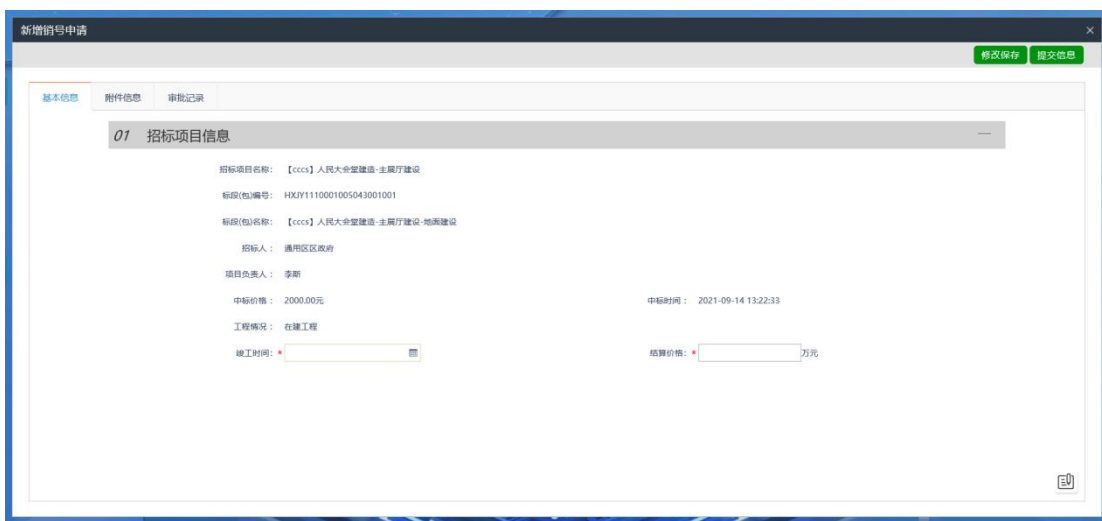 新增销号申请 ×
修改保存 提交信息
基本信息 附件信息 审批记录
01 招标项目信息 —
招标项目名称: 【cccs】人民大会堂建造-主展厅建设
标段(包)编号: HXJY1110001005043001001
标段(包)名称: 【cccs】人民大会堂建造-主展厅建设-地面建设
招标人: 通用区区政府
项目负责人: 李斯
中标价格: 2000.00元 中标时间: 2021-09-14 13:22:33
工程情况: 在建工程
竣工时间: * 结算价格: * 万元